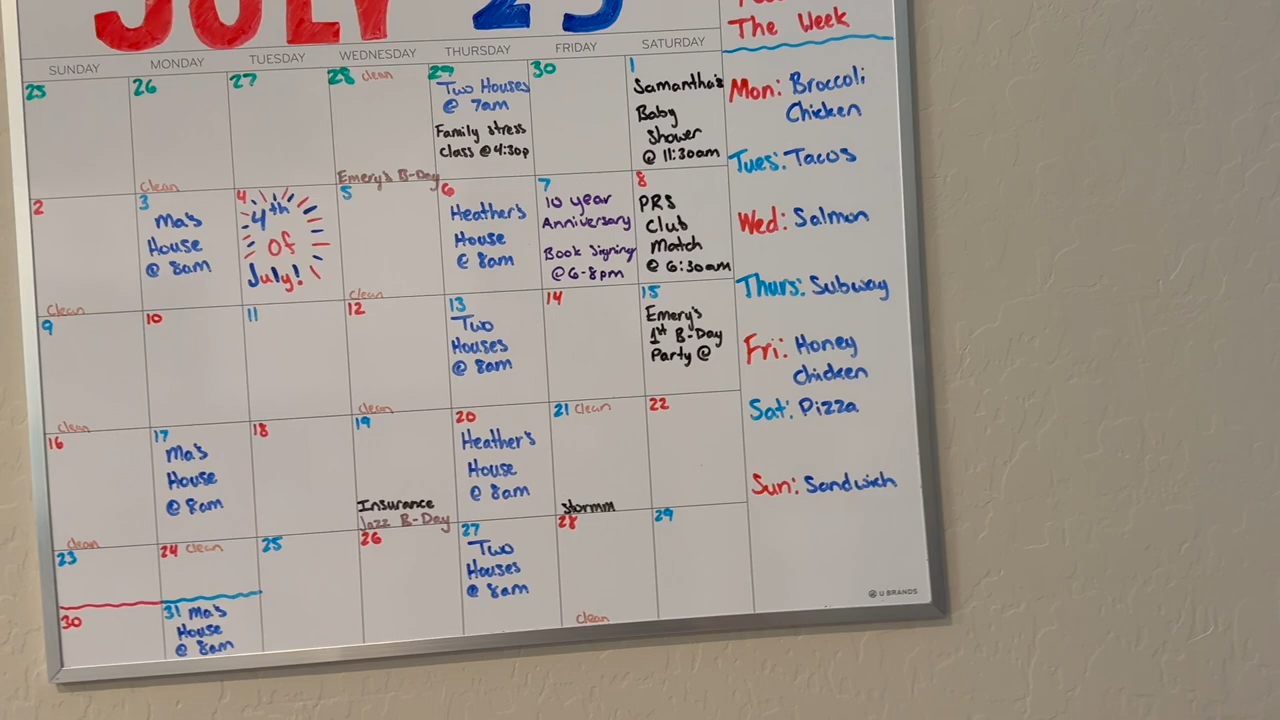 JULY 23
The Week
SUNDAY MONDAY TUESDAY WEDNESDAY THURSDAY FRIDAY SATURDAY
25
26
27
28 clean
Emery's B-Day
29
Two Houses
@ 7am
Family stress
Class @ 4:30p
30
1
Samantha's
Baby
Shower
@ 11:30am
clean
2
3
Ma's
House
@ 8am
4
4th
of
July!
5
6
Heather's
House
@ 8am
7
10 year
Anniversary
Book Signing
@ 6-8pm
8
PRS
Club
Match
@ 6:30am
Clean
clean
9
10
11
12
13
Two
Houses
@ 8am
14
15
Emery's
1st B-Day
Party @
clean
clean
16
17
Ma's
House
@ 8am
18
19
Insurance
Jazz B-Day
20
Heather's
House
@ 8am
21 clean
stormm
22
clean
23
24 clean
25
26
27
Two
Houses
@ 8am
28
clean
29
30
31 Ma's
House
@ 8am
Mon: Broccoli
Chicken
Tues: Tacos
Wed: Salmon
Thurs: Subway
Fri: Honey
Chicken
Sat: Pizza
Sun: Sandwich
U BRANDS